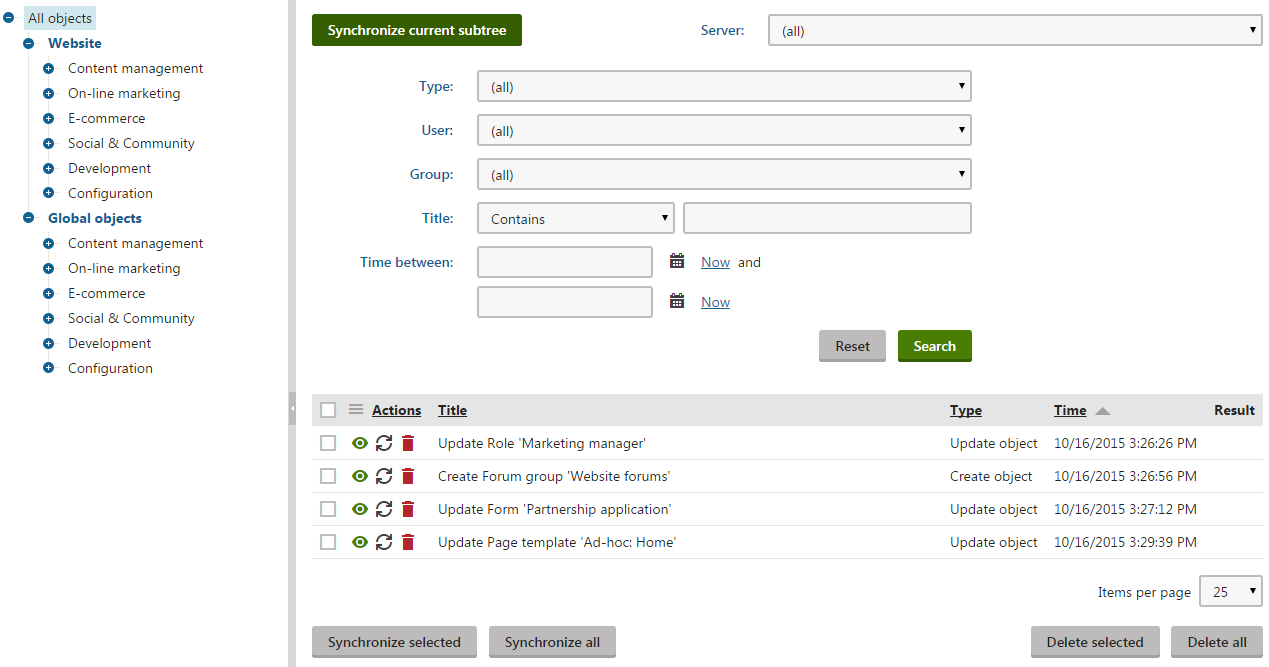 All objects
Website
Content management
On-line marketing
E-commerce
Social & Community
Development
Configuration
Global objects
Content management
On-line marketing
E-commerce
Social & Community
Development
Configuration
Synchronize current subtree Server: (all)
Type: (all)
User: (all)
Group: (all)
Title: Contains
Time between: Now and
Now
Reset Search
Actions Title Type Time Result
Update Role 'Marketing manager' Update object 10/16/2015 3:26:26 PM
Create Forum group 'Website forums' Create object 10/16/2015 3:26:56 PM
Update Form 'Partnership application' Update object 10/16/2015 3:27:12 PM
Update Page template 'Ad-hoc: Home' Update object 10/16/2015 3:29:39 PM
Items per page 25
Synchronize selected Synchronize all Delete selected Delete all